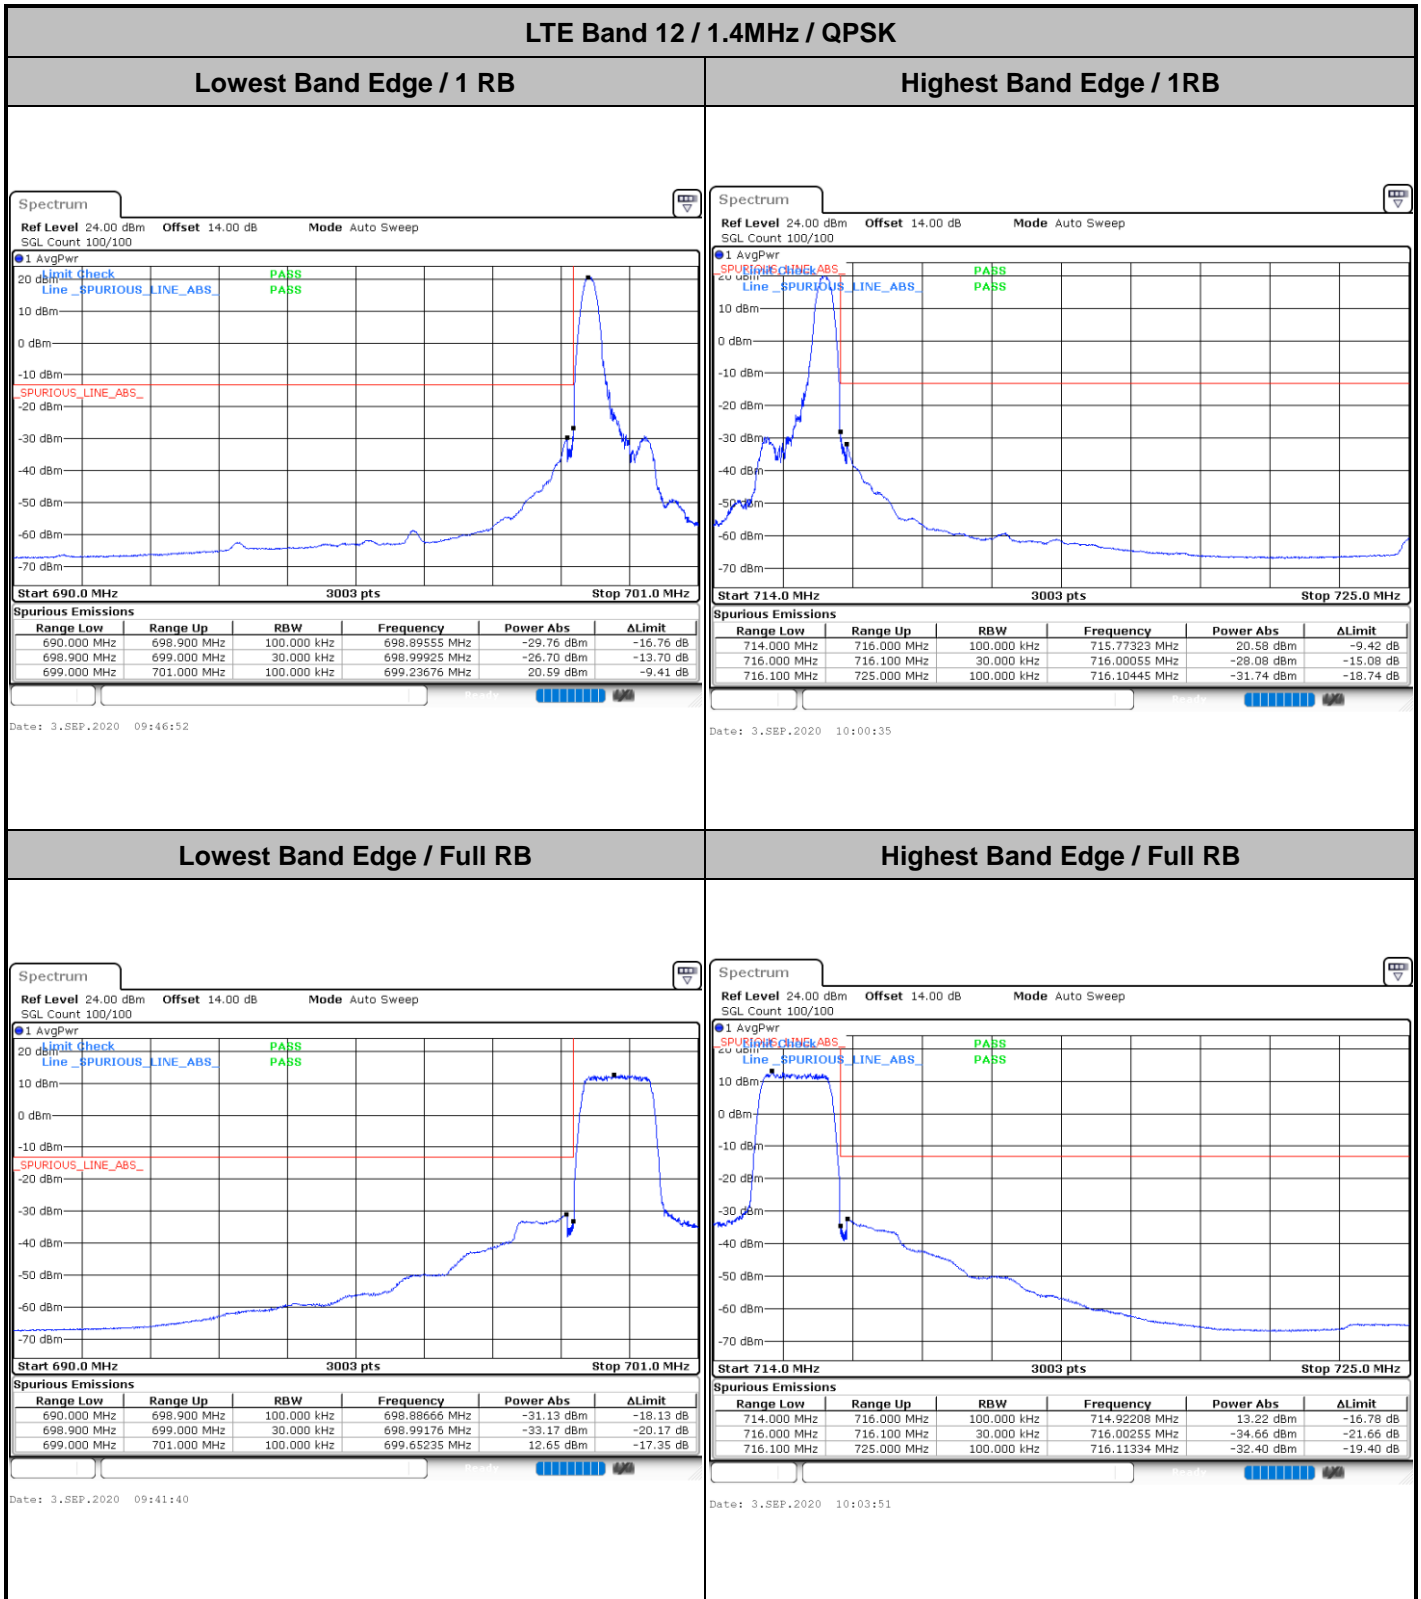 LTE Band 12 / 1.4MHz / QPSK
Lowest Band Edge / 1 RB
Highest Band Edge / 1RB
Spectrum
Ref Level 24.00 dBm Offset 14.00 dB Mode Auto Sweep
SGL Count 100/100
1 AvgPwr
Limit Check PASS
Line _SPURIOUS_LINE_ABS_ PASS
20 dBm
10 dBm
0 dBm
-10 dBm
_SPURIOUS_LINE_ABS_
-20 dBm
-30 dBm
-40 dBm
-50 dBm
-60 dBm
-70 dBm
Start 690.0 MHz 3003 pts Stop 701.0 MHz
Spurious Emissions
Range Low Range Up RBW Frequency Power Abs ΔLimit
690.000 MHz 698.900 MHz 100.000 kHz 698.89555 MHz -29.76 dBm -16.76 dB
698.900 MHz 699.000 MHz 30.000 kHz 698.99925 MHz -26.70 dBm -13.70 dB
699.000 MHz 701.000 MHz 100.000 kHz 699.23676 MHz 20.59 dBm -9.41 dB
Date: 3.SEP.2020 09:46:52
Spectrum
Ref Level 24.00 dBm Offset 14.00 dB Mode Auto Sweep
SGL Count 100/100
1 AvgPwr
_SPURIOUS_LINE_ABS_
Limit Check PASS
Line _SPURIOUS_LINE_ABS_ PASS
20 dBm
10 dBm
0 dBm
-10 dBm
-20 dBm
-30 dBm
-40 dBm
-50 dBm
-60 dBm
-70 dBm
Start 714.0 MHz 3003 pts Stop 725.0 MHz
Spurious Emissions
Range Low Range Up RBW Frequency Power Abs ΔLimit
714.000 MHz 716.000 MHz 100.000 kHz 715.77323 MHz 20.58 dBm -9.42 dB
716.000 MHz 716.100 MHz 30.000 kHz 716.00055 MHz -28.08 dBm -15.08 dB
716.100 MHz 725.000 MHz 100.000 kHz 716.10445 MHz -31.74 dBm -18.74 dB
Ready
Date: 3.SEP.2020 10:00:35
Lowest Band Edge / Full RB
Highest Band Edge / Full RB
Spectrum
Ref Level 24.00 dBm Offset 14.00 dB Mode Auto Sweep
SGL Count 100/100
1 AvgPwr
Limit Check PASS
Line _SPURIOUS_LINE_ABS_ PASS
20 dBm
10 dBm
0 dBm
-10 dBm
_SPURIOUS_LINE_ABS_
-20 dBm
-30 dBm
-40 dBm
-50 dBm
-60 dBm
-70 dBm
Start 690.0 MHz 3003 pts Stop 701.0 MHz
Spurious Emissions
Range Low Range Up RBW Frequency Power Abs ΔLimit
690.000 MHz 698.900 MHz 100.000 kHz 698.88666 MHz -31.13 dBm -18.13 dB
698.900 MHz 699.000 MHz 30.000 kHz 698.99176 MHz -33.17 dBm -20.17 dB
699.000 MHz 701.000 MHz 100.000 kHz 699.65235 MHz 12.65 dBm -17.35 dB
Ready
Date: 3.SEP.2020 09:41:40
Spectrum
Ref Level 24.00 dBm Offset 14.00 dB Mode Auto Sweep
SGL Count 100/100
1 AvgPwr
_SPURIOUS_LINE_ABS_
Limit Check PASS
Line _SPURIOUS_LINE_ABS_ PASS
20 dBm
10 dBm
0 dBm
-10 dBm
-20 dBm
-30 dBm
-40 dBm
-50 dBm
-60 dBm
-70 dBm
Start 714.0 MHz 3003 pts Stop 725.0 MHz
Spurious Emissions
Range Low Range Up RBW Frequency Power Abs ΔLimit
714.000 MHz 716.000 MHz 100.000 kHz 714.92208 MHz 13.22 dBm -16.78 dB
716.000 MHz 716.100 MHz 30.000 kHz 716.00255 MHz -34.66 dBm -21.66 dB
716.100 MHz 725.000 MHz 100.000 kHz 716.11334 MHz -32.40 dBm -19.40 dB
Ready
Date: 3.SEP.2020 10:03:51